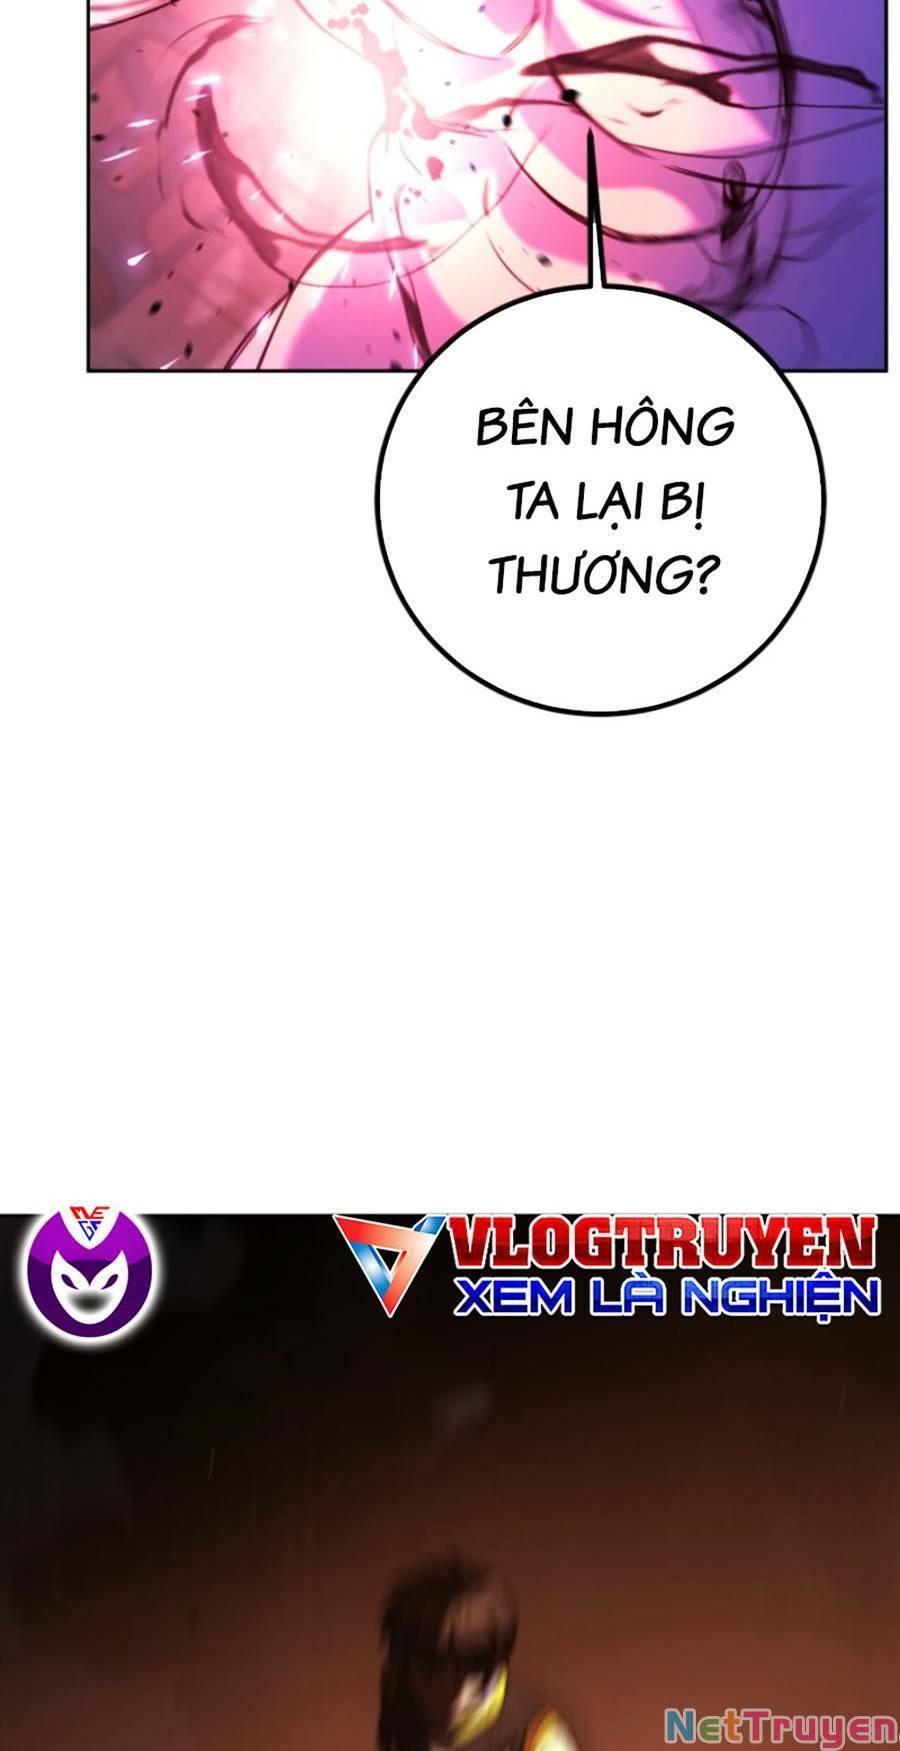 BÊN HÔNG
TA LẠI BỊ
THƯƠNG?
VLOGTRUYEN
XEM LÀ NGHIỆN
NetTruyen